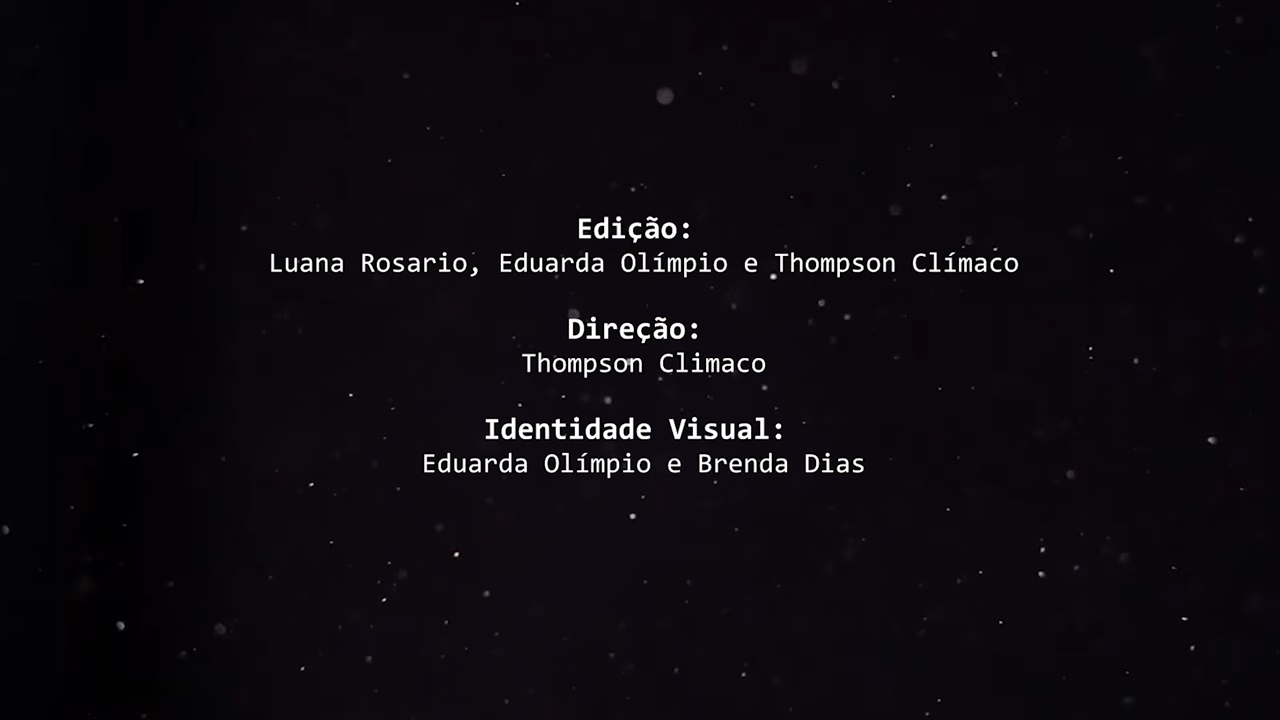 Edição:
Luana Rosario, Eduarda Olímpio e Thompson Clímaco
Direção:
Thompson Climaco
Identidade Visual:
Eduarda Olímpio e Brenda Dias